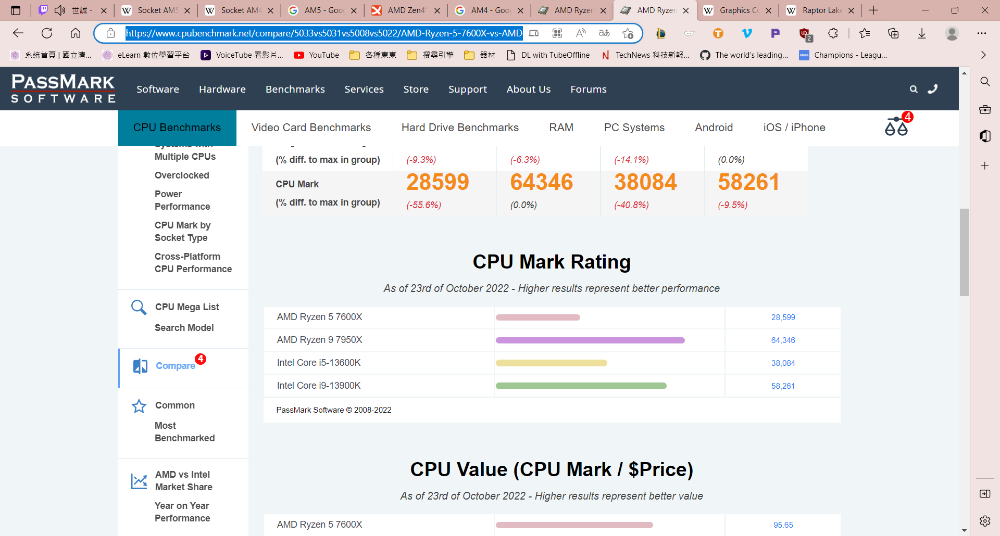 世誠 -
Socket AM5
Socket AM4
AM5 - Goo
AMD Zen4
AM4 - Goo
AMD Ryzen
AMD Ryzen
Graphics Co
Raptor Lake
https://www.cpubenchmark.net/compare/5033vs5031vs5008vs5022/AMD-Ryzen-5-7600X-vs-AMD-
2
系統首頁 | 國立清...
eLearn 數位學習平台
VoiceTube 看影片...
YouTube
各種東東
搜尋引擎
器材
DL with TubeOffline
TechNews 科技新報...
The world's leading...
Champions - Leagu...
PASSMARK
SOFTWARE
Software
Hardware
Benchmarks
Services
Store
Support
About Us
Forums
CPU Benchmarks
Video Card Benchmarks
Hard Drive Benchmarks
RAM
PC Systems
Android
iOS / iPhone
4
Systems with
Multiple CPUs
Overclocked
Power
Performance
CPU Mark by
Socket Type
Cross-Platform
CPU Performance
CPU Mega List
Search Model
Compare
4
Common
Most
Benchmarked
AMD vs Intel
Market Share
Year on Year
Performance
(% diff. to max in group) (-9.3%) (-6.3%) (-14.1%) (0.0%)
CPU Mark 28599 64346 38084 58261
(% diff. to max in group) (-55.6%) (0.0%) (-40.8%) (-9.5%)
CPU Mark Rating
As of 23rd of October 2022 - Higher results represent better performance
AMD Ryzen 5 7600X 28,599
AMD Ryzen 9 7950X 64,346
Intel Core i5-13600K 38,084
Intel Core i9-13900K 58,261
PassMark Software © 2008-2022
CPU Value (CPU Mark / $Price)
As of 23rd of October 2022 - Higher results represent better value
AMD Ryzen 5 7600X 95.65